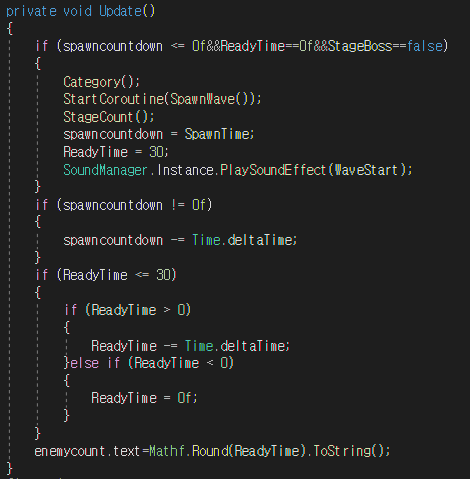 private void Update()
{
if (spawncountdown <= 0f&&ReadyTime==0f&&StageBoss==false)
{
Category();
StartCoroutine(SpawnWave());
StageCount();
spawncountdown = SpawnTime;
ReadyTime = 30;
SoundManager.Instance.PlaySoundEffect(WaveStart);
}
if (spawncountdown != 0f)
{
spawncountdown -= Time.deltaTime;
}
if (ReadyTime <= 30)
{
if (ReadyTime > 0)
{
ReadyTime -= Time.deltaTime;
}else if (ReadyTime < 0)
{
ReadyTime = 0f;
}
}
enemycount.text=Mathf.Round(ReadyTime).ToString();
}